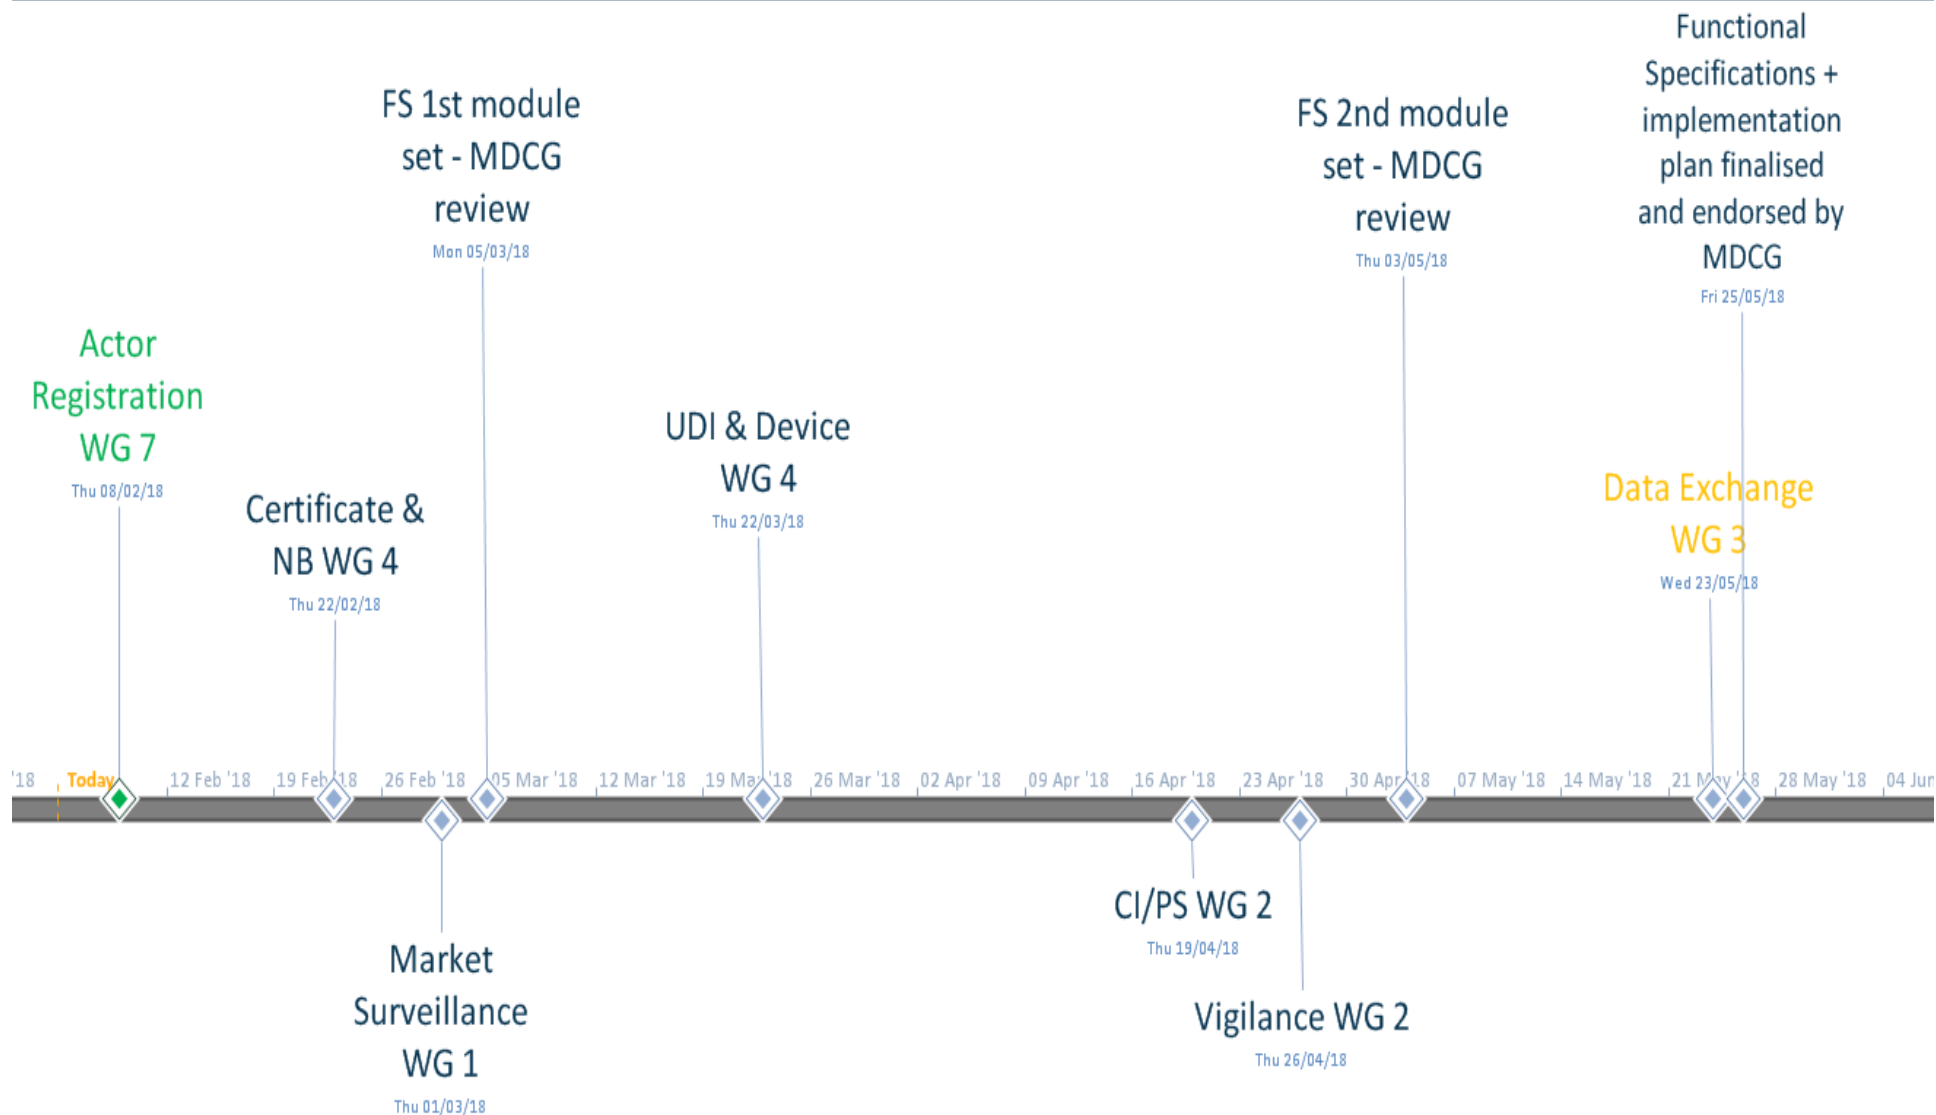 Functional
Specifications +
implementation
plan finalised
and endorsed by
MDCG
Fri 25/05/18
FS 1st module
set - MDCG
review
Mon 05/03/18
FS 2nd module
set - MDCG
review
Thu 03/05/18
Actor
Registration
WG 7
Thu 08/02/18
UDI & Device
WG 4
Thu 22/03/18
Certificate &
NB WG 4
Thu 22/02/18
Data Exchange
WG 3
Wed 23/05/18
'18 Today 12 Feb '18 19 Feb '18 26 Feb '18 05 Mar '18 12 Mar '18 19 Mar '18 26 Mar '18 02 Apr '18 09 Apr '18 16 Apr '18 23 Apr '18 30 Apr '18 07 May '18 14 May '18 21 May '18 28 May '18 04 Jun
CI/PS WG 2
Thu 19/04/18
Market
Surveillance
WG 1
Thu 01/03/18
Vigilance WG 2
Thu 26/04/18